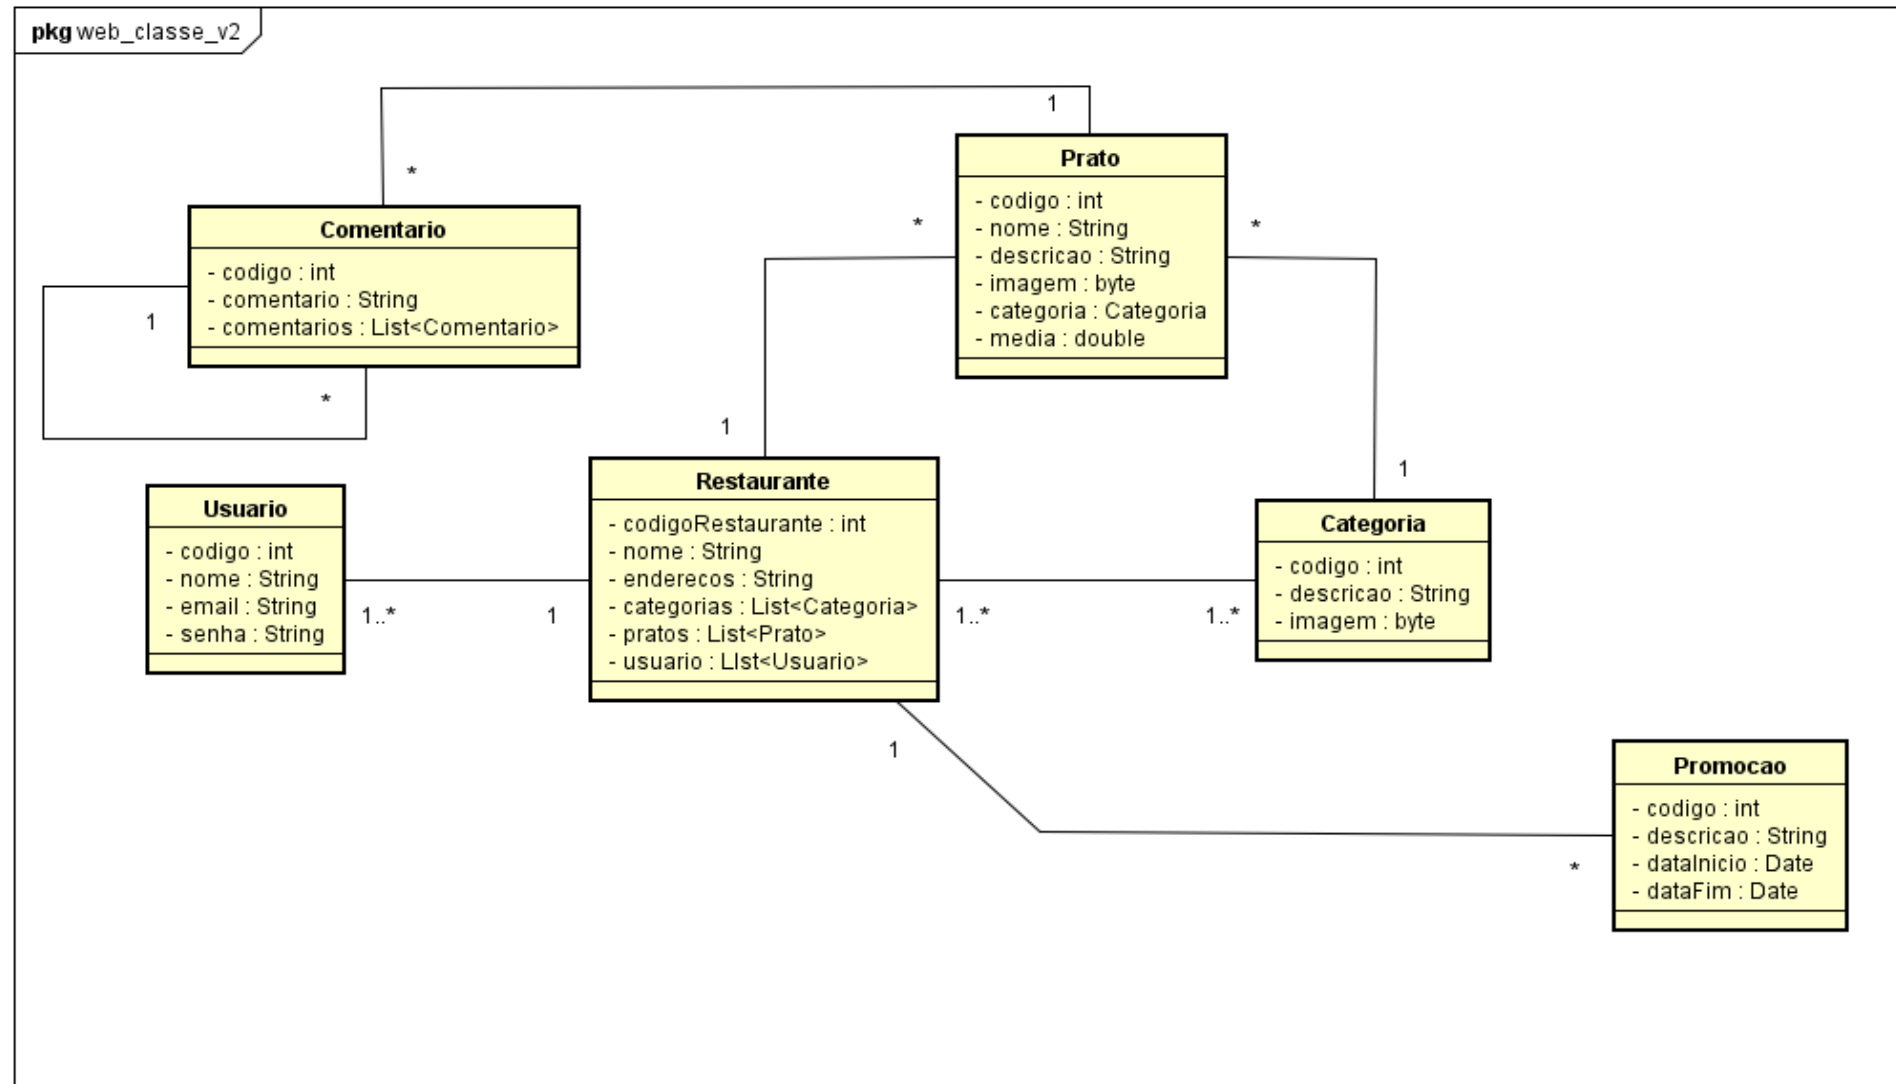 pkg web_classe_v2
1
*
Prato
- codigo : int
- nome : String
- descricao : String
- imagem : byte
- categoria : Categoria
- media : double
*
*
Comentario
- codigo : int
- comentario : String
- comentarios : List<Comentario>
1
*
1
1
Usuario
- codigo : int
- nome : String
- email : String
- senha : String
1..*
1
Restaurante
- codigoRestaurante : int
- nome : String
- enderecos : String
- categorias : List<Categoria>
- pratos : List<Prato>
- usuario : LIst<Usuario>
1..*
1..*
Categoria
- codigo : int
- descricao : String
- imagem : byte
1
*
Promocao
- codigo : int
- descricao : String
- dataInicio : Date
- dataFim : Date